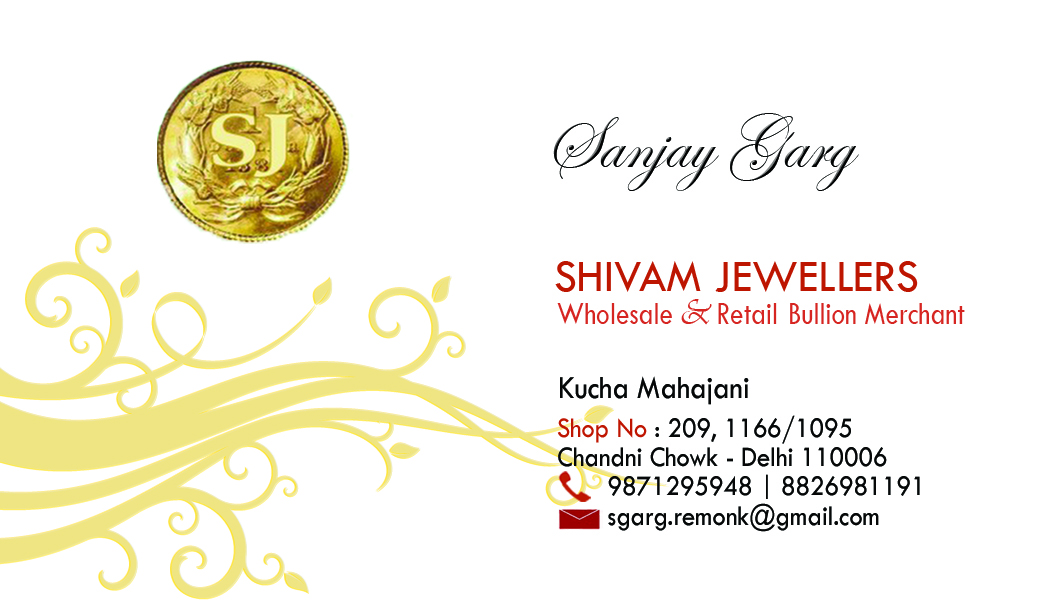 SJ
Sanjay Garg
SHIVAM JEWELLERS
Wholesale & Retail Bullion Merchant
Kucha Mahajani
Shop No : 209, 1166/1095
Chandni Chowk - Delhi 110006
9871295948 | 8826981191
sgarg.remonk@gmail.com